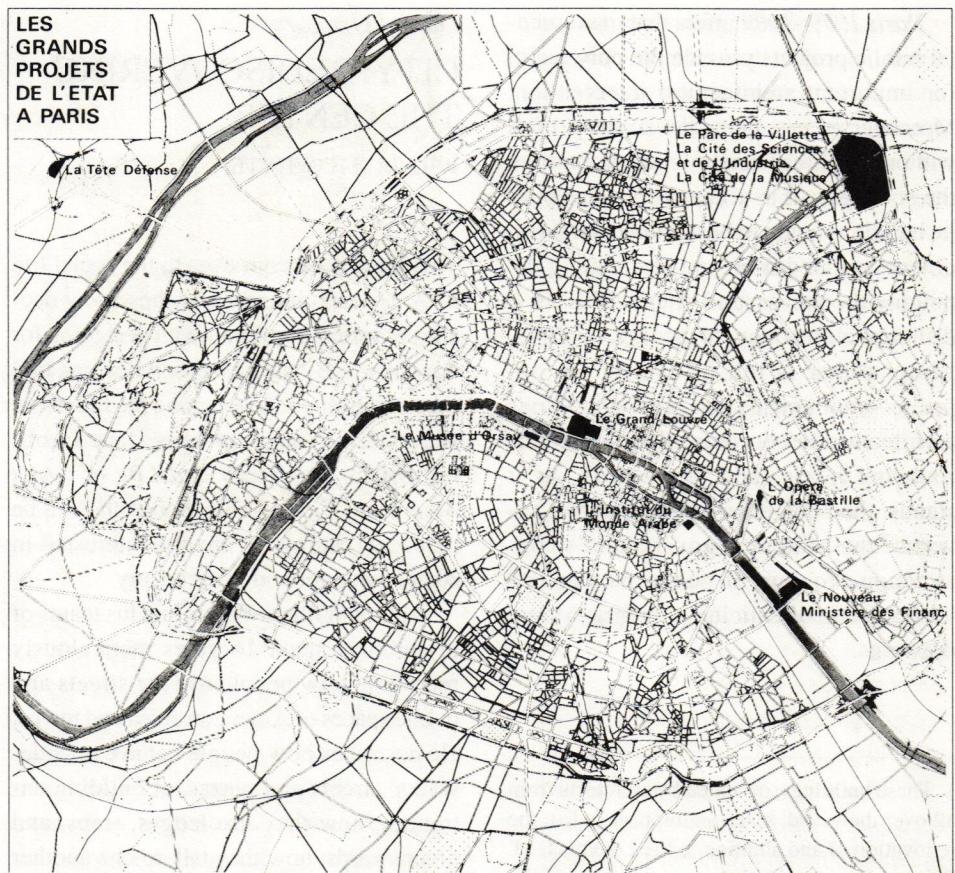 LES
GRANDS
PROJETS
DE L'ETAT
A PARIS
La Tête Défense
Le Parc de la Villette
La Cité des Sciences
et de L'Industrie
La Cité de la Musique
Le Grand Louvre
Le Musée d'Orsay
L'Opéra
de la Bastille
L'Institut du
Monde Arabe
Le Nouveau
Ministère des Financ